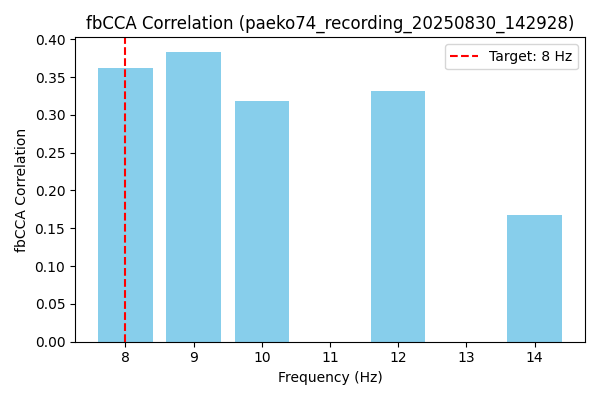 fbCCA Correlation (paeko74_recording_20250830_142928)
Target: 8 Hz
fbCCA Correlation
0.40
0.35
0.30
0.25
0.20
0.15
0.10
0.05
0.00
8 9 10 11 12 13 14
Frequency (Hz)